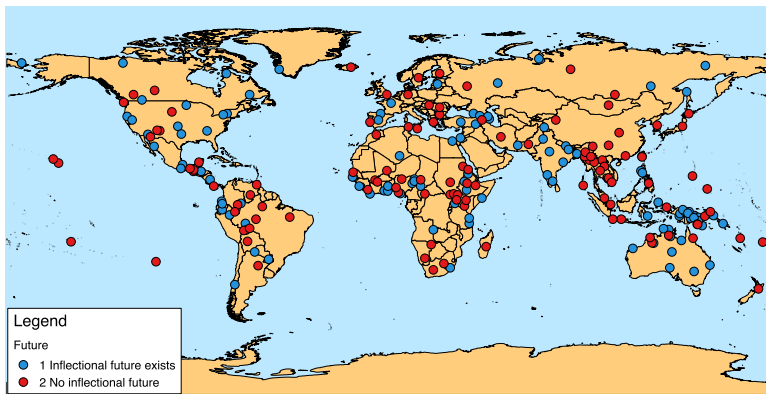 Legend
Future
1 Inflectional future exists
2 No inflectional future